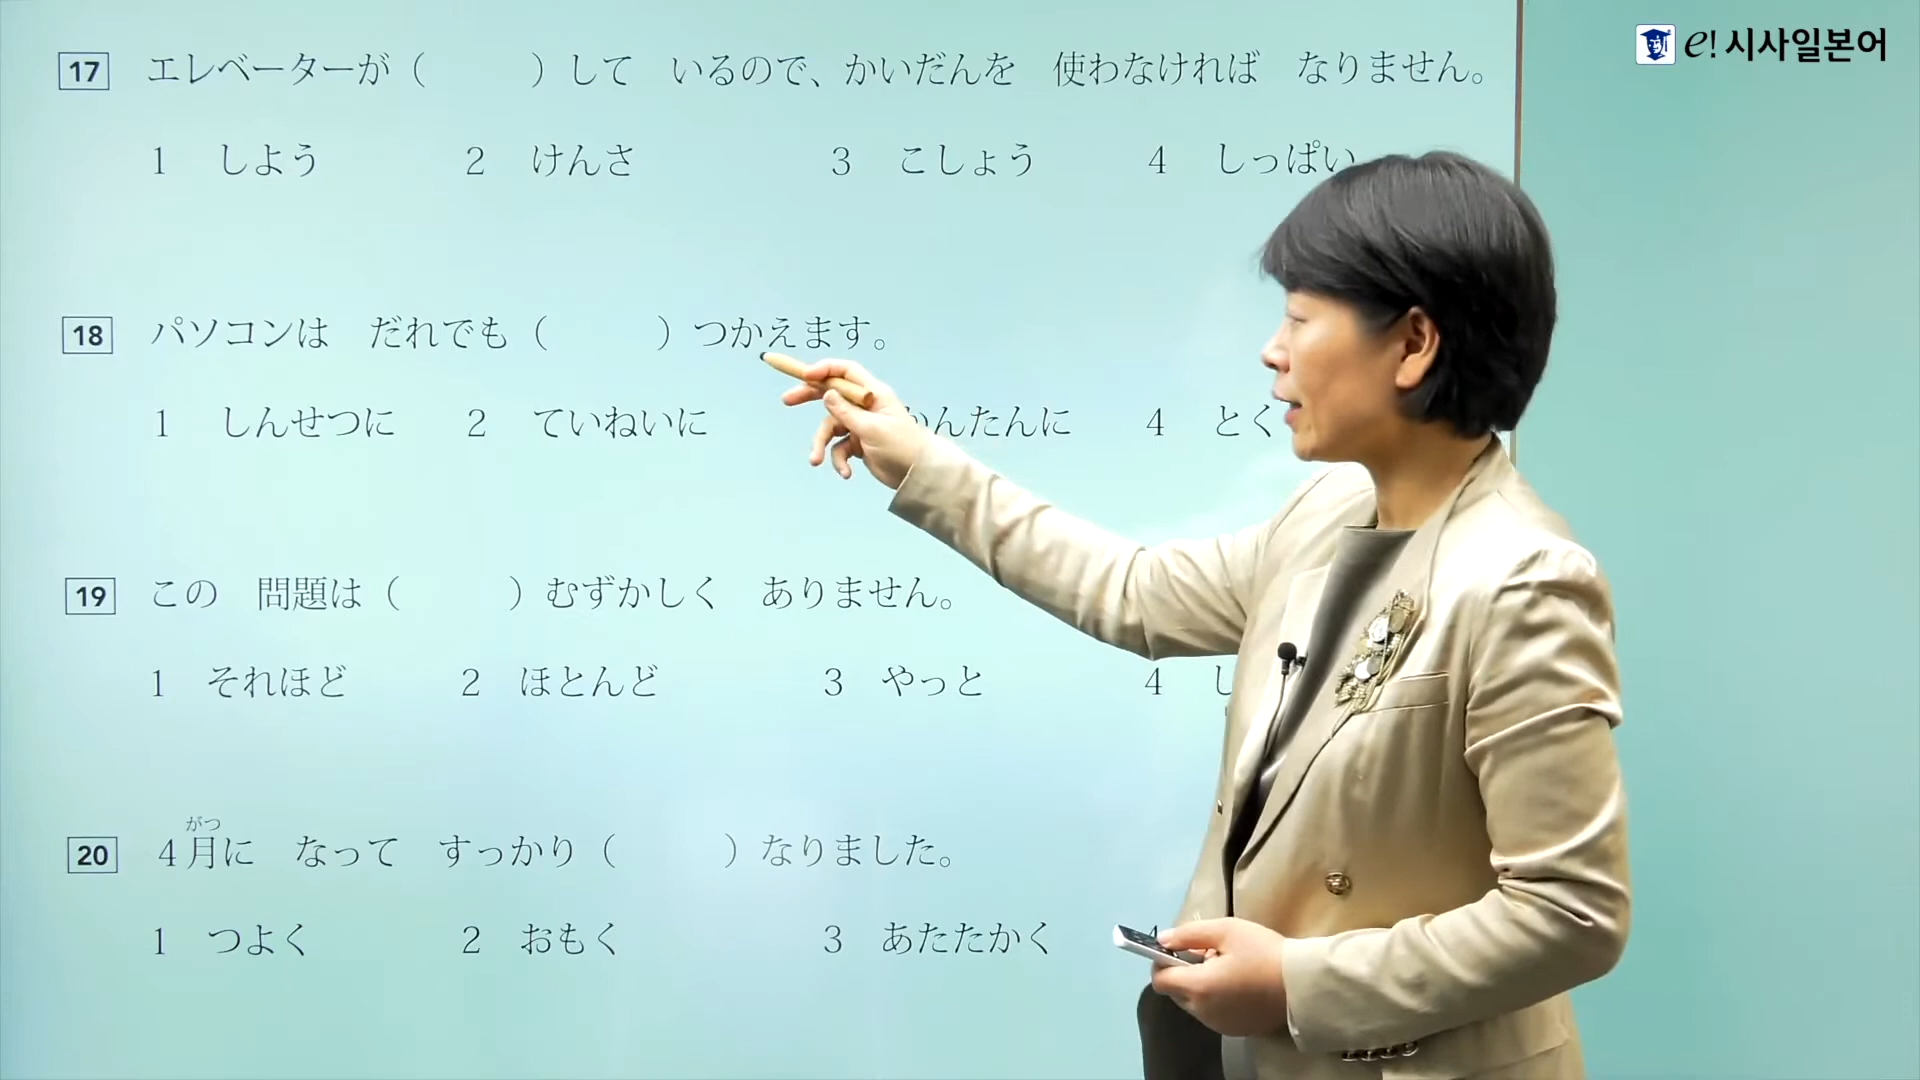 e! 시사일본어
17 エレベーターが（　　　）して いるので、かいだんを 使わなければ なりません。
1 しよう 2 けんさ 3 こしょう 4 しっぱい
18 パソコンは だれでも（　　　）つかえます。
1 しんせつに 2 ていねいに かんたんに 4 とく
19 この 問題は（　　　）むずかしく ありません。
1 それほど 2 ほとんど 3 やっと 4 し
がつ
20 4月に なって すっかり（　　　）なりました。
1 つよく 2 おもく 3 あたたかく 4